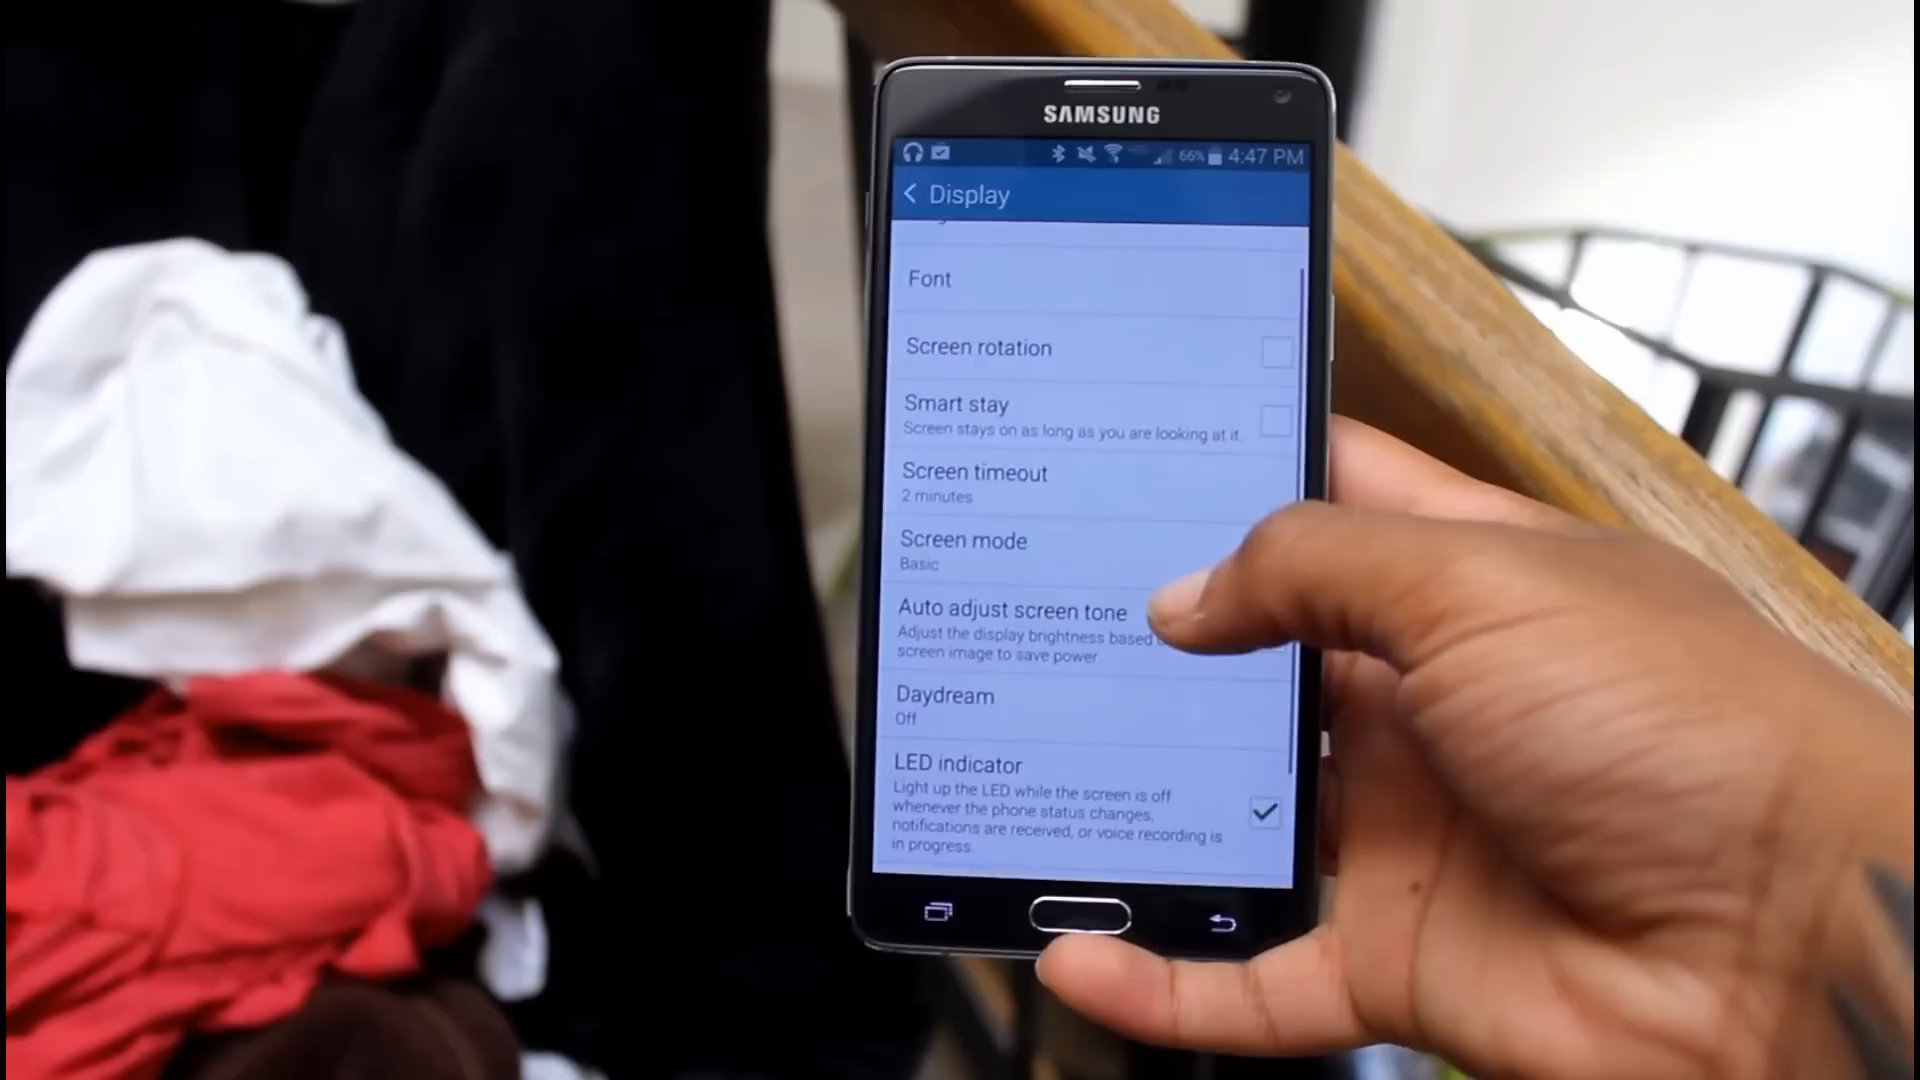 SAMSUNG
66% 4:47 PM
Display
Font
Screen rotation
Smart stay
Screen stays on as long as you are looking at it.
Screen timeout
2 minutes
Screen mode
Basic
Auto adjust screen tone
Adjust the display brightness based
screen image to save power.
Daydream
Off
LED indicator
Light up the LED while the screen is off
whenever the phone status changes,
notifications are received, or voice recording is
in progress.